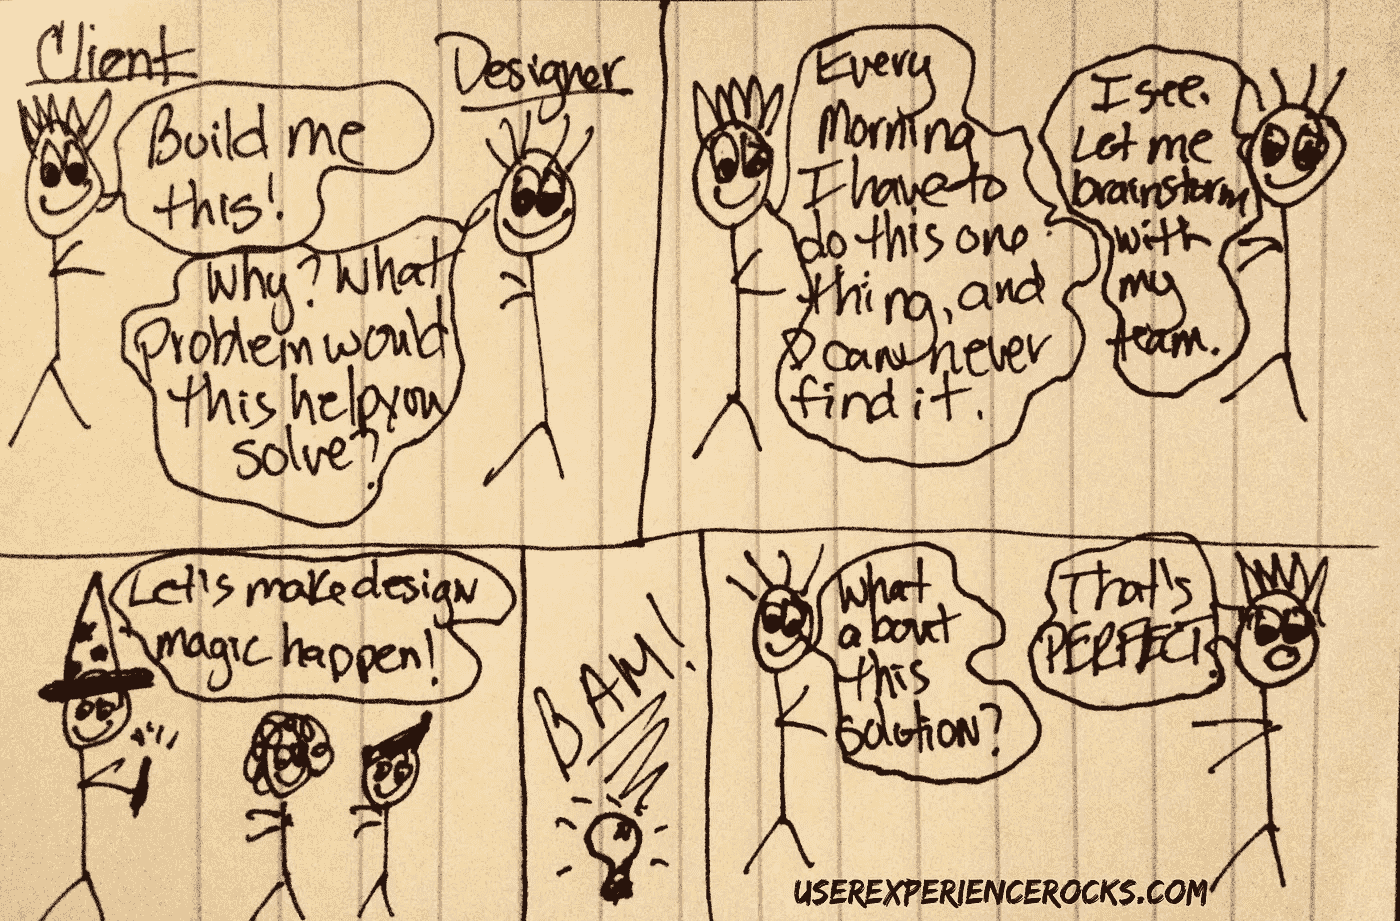 Client
Designer
Build me
this!
Why? What
problem would
this help you
solve?
Every
Morning
I have to
do this one
thing, and
I can never
find it.
I see.
Let me
brainstorm
with
my
team.
Let's make design
magic happen!
BAM!
What
about
this
solution?
That's
PERFECT!
USEREXPERIENCEROCKS.COM